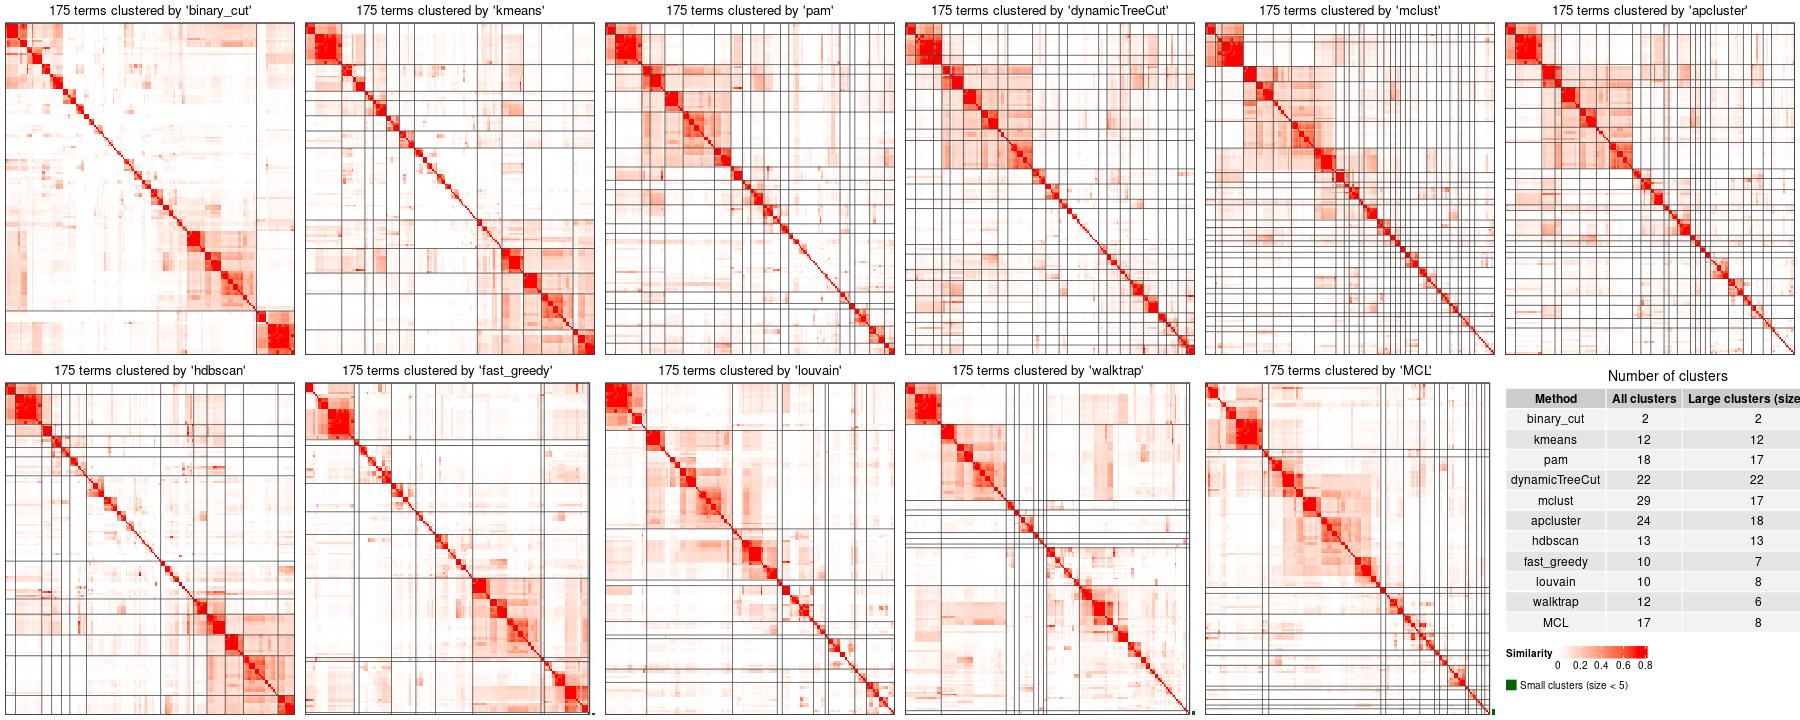 175 terms clustered by 'binary_cut'
175 terms clustered by 'kmeans'
175 terms clustered by 'pam'
175 terms clustered by 'dynamicTreeCut'
175 terms clustered by 'mclust'
175 terms clustered by 'apcluster'
175 terms clustered by 'hdbscan'
175 terms clustered by 'fast_greedy'
175 terms clustered by 'louvain'
175 terms clustered by 'walktrap'
175 terms clustered by 'MCL'
Number of clusters
Method All clusters Large clusters (size
binary_cut 2 2
kmeans 12 12
pam 18 17
dynamicTreeCut 22 22
mclust 29 17
apcluster 24 18
hdbscan 13 13
fast_greedy 10 7
louvain 10 8
walktrap 12 6
MCL 17 8
Similarity
0 0.2 0.4 0.6 0.8
Small clusters (size < 5)